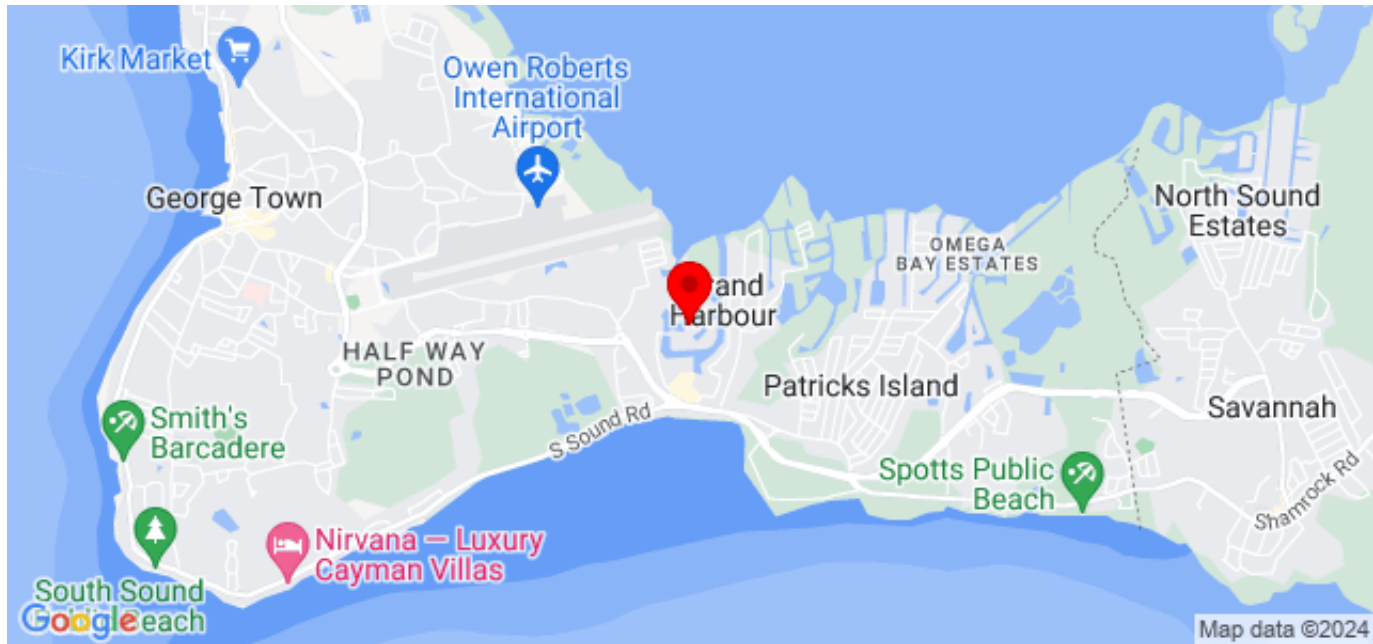 Kirk Market
Owen Roberts
International
Airport
George Town
North Sound
Estates
OMEGA
BAY ESTATES
rand
Harbour
HALF WAY
POND
Patricks Island
Savannah
Smith's
Barcadere
S Sound Rd
Spotts Public
Beach
Shamrock Rd
Nirvana — Luxury
Cayman Villas
South Sound
Beach
Google
Map data ©2024